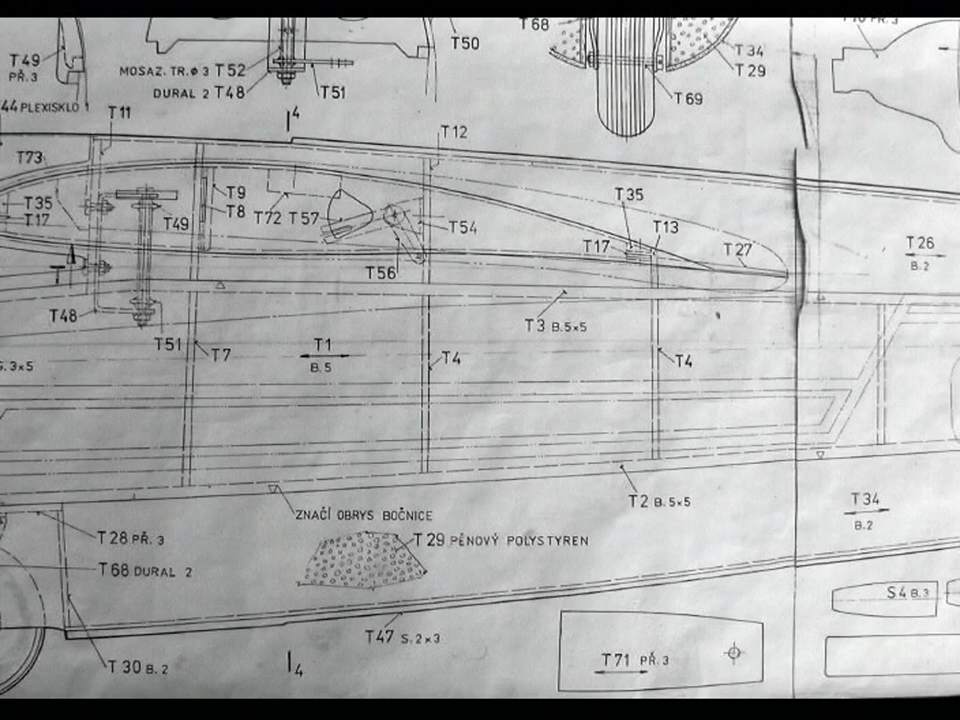 T49
PŘ.3
44 PLEXISKLO 1
T11
MOSAZ. TR.ø 3 T52
DURAL 2 T48
T51
T50
4
T12
T68
T34
T29
T69
PŘ. 3
T73
T35
T17
T49
T9
T8
T72 T57
T54
T56
T35
T17
T13
T27
T26
B.2
T
T48
T51
T7
S. 3×5
T1
B.5
T4
T3 B.5×5
T4
T2 B.5×5
ZNAČÍ OBRYS BOČNICE
T34
B.2
T28 PŘ. 3
T29 PĚNOVÝ POLYSTYREN
T68 DURAL 2
S4 B.3
T47 S.2×3
T30 B.2
4
T71 PŘ.3